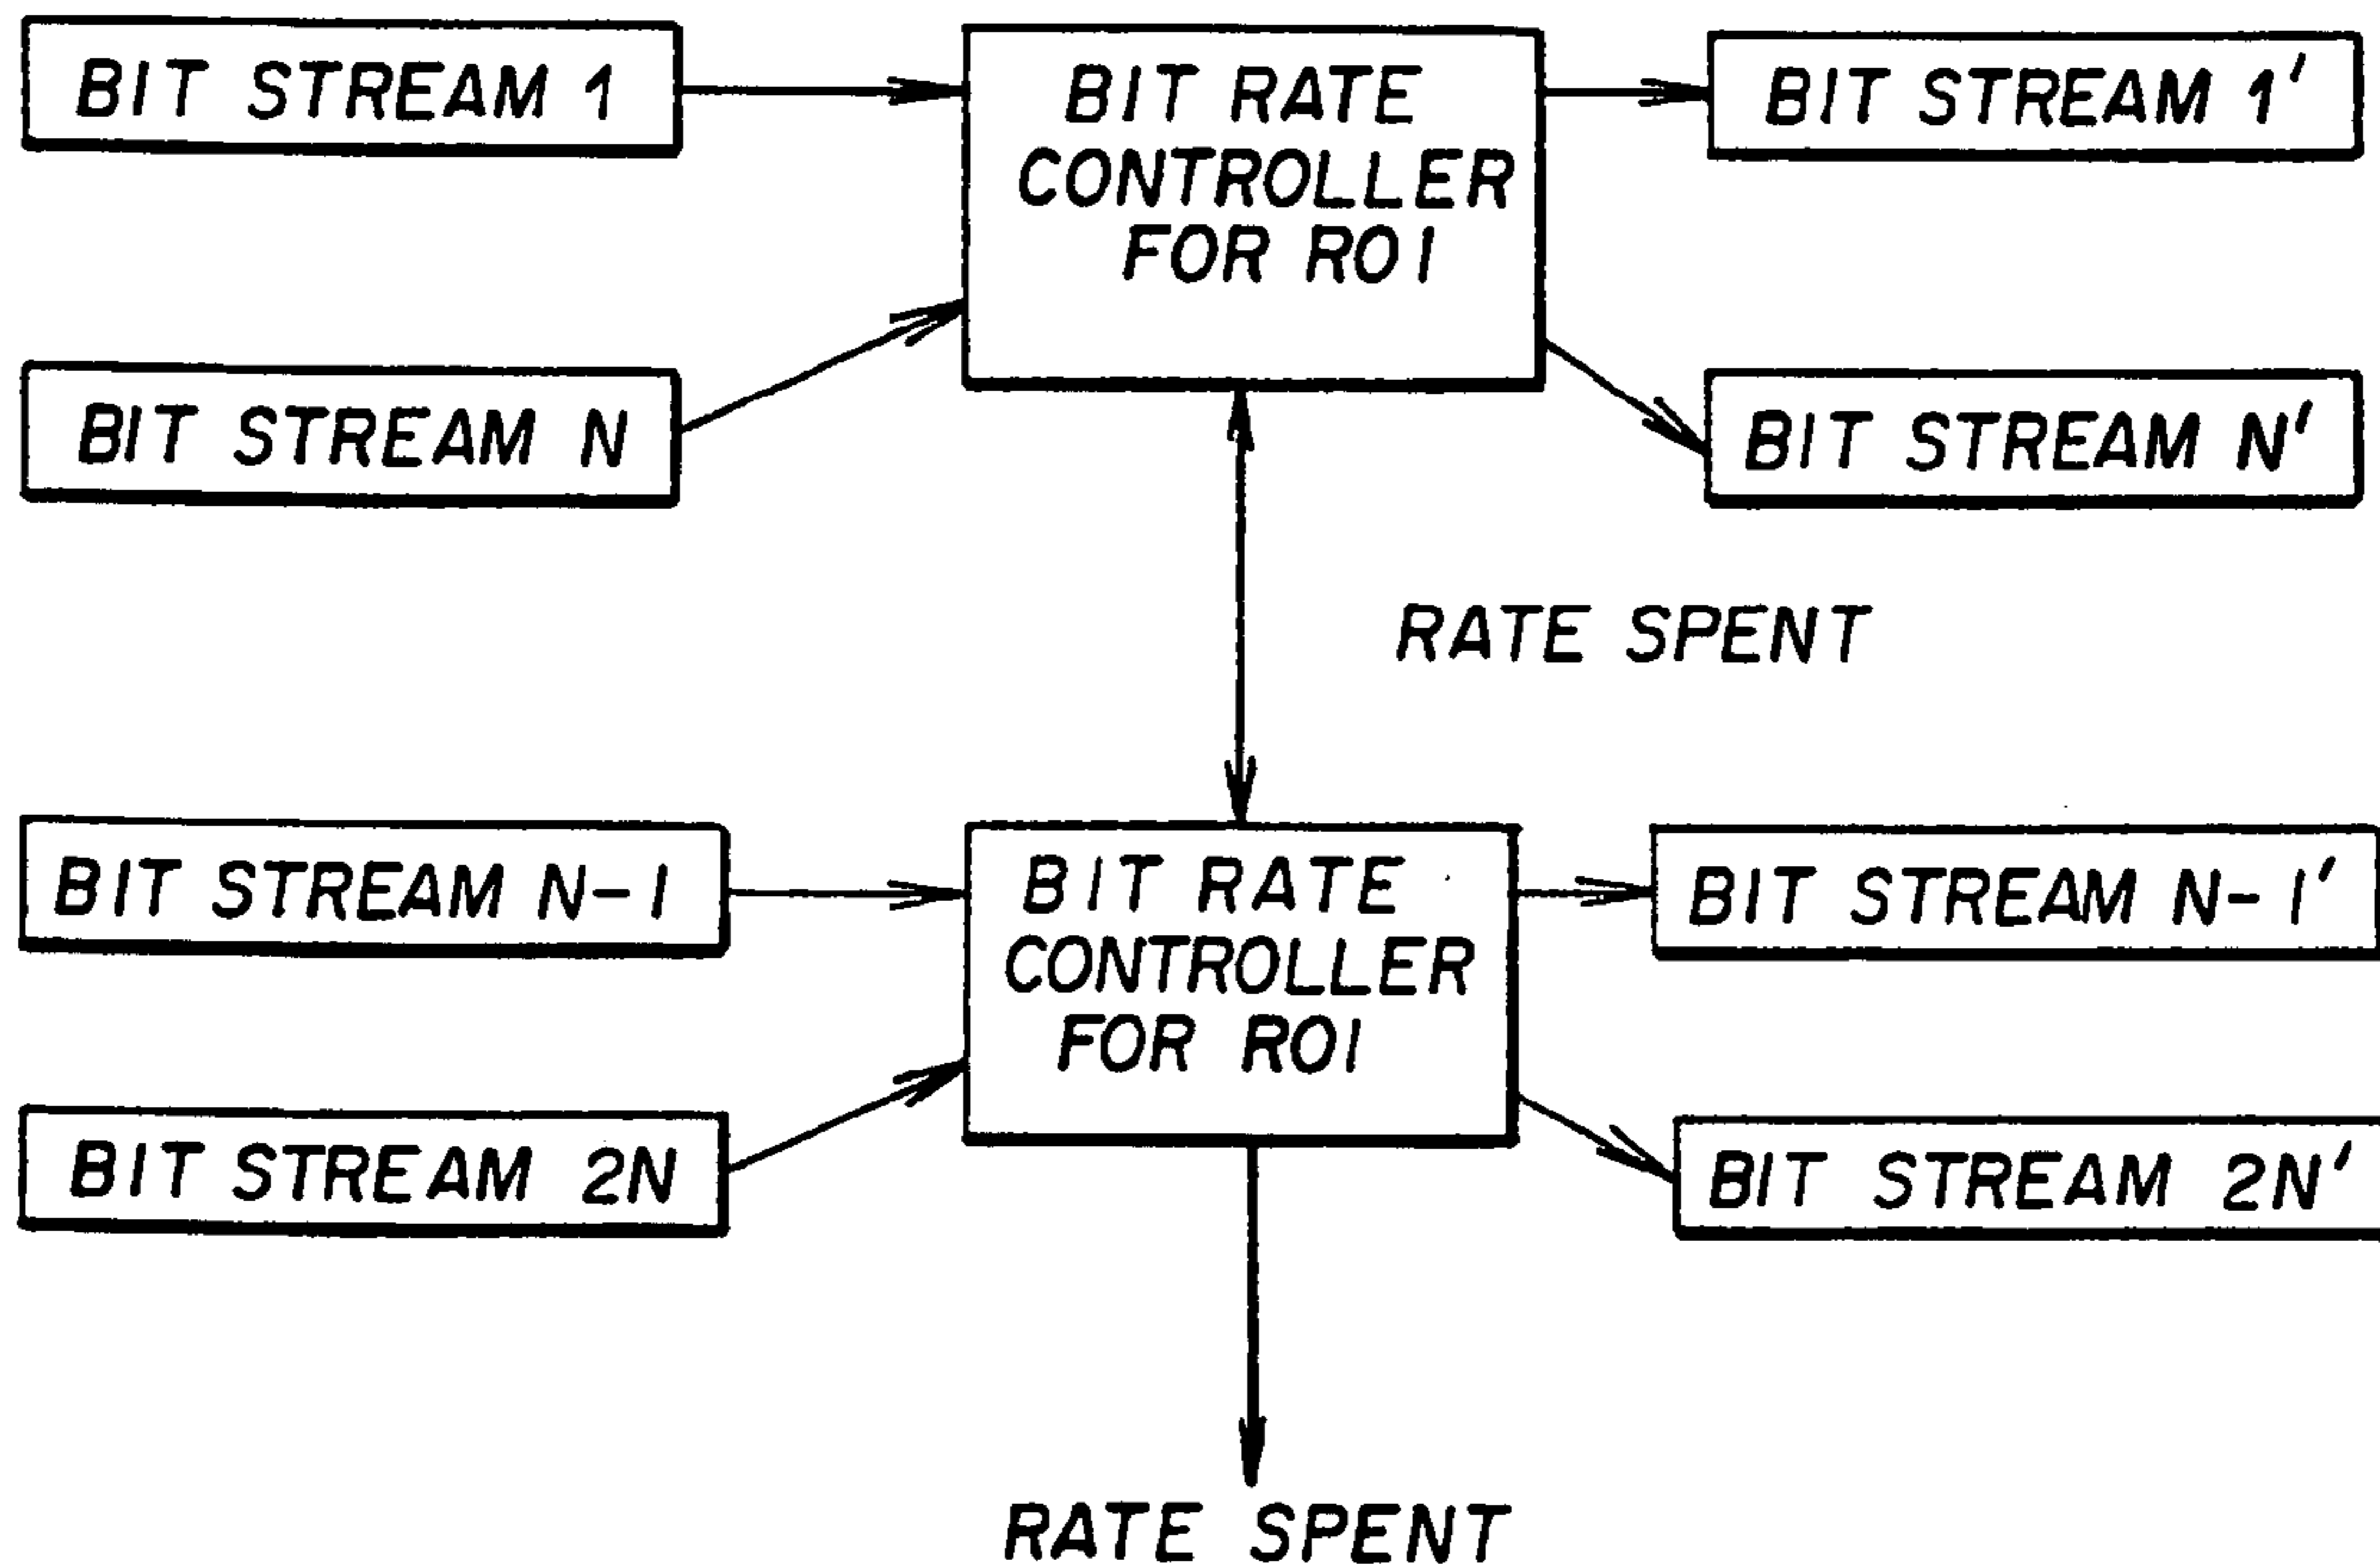 BIT STREAM 1
BIT RATE
CONTROLLER
FOR ROI
BIT STREAM 1'
BIT STREAM N
BIT STREAM N'
RATE SPENT
BIT STREAM N-1
BIT RATE
CONTROLLER
FOR ROI
BIT STREAM N-1'
BIT STREAM 2N
BIT STREAM 2N'
RATE SPENT